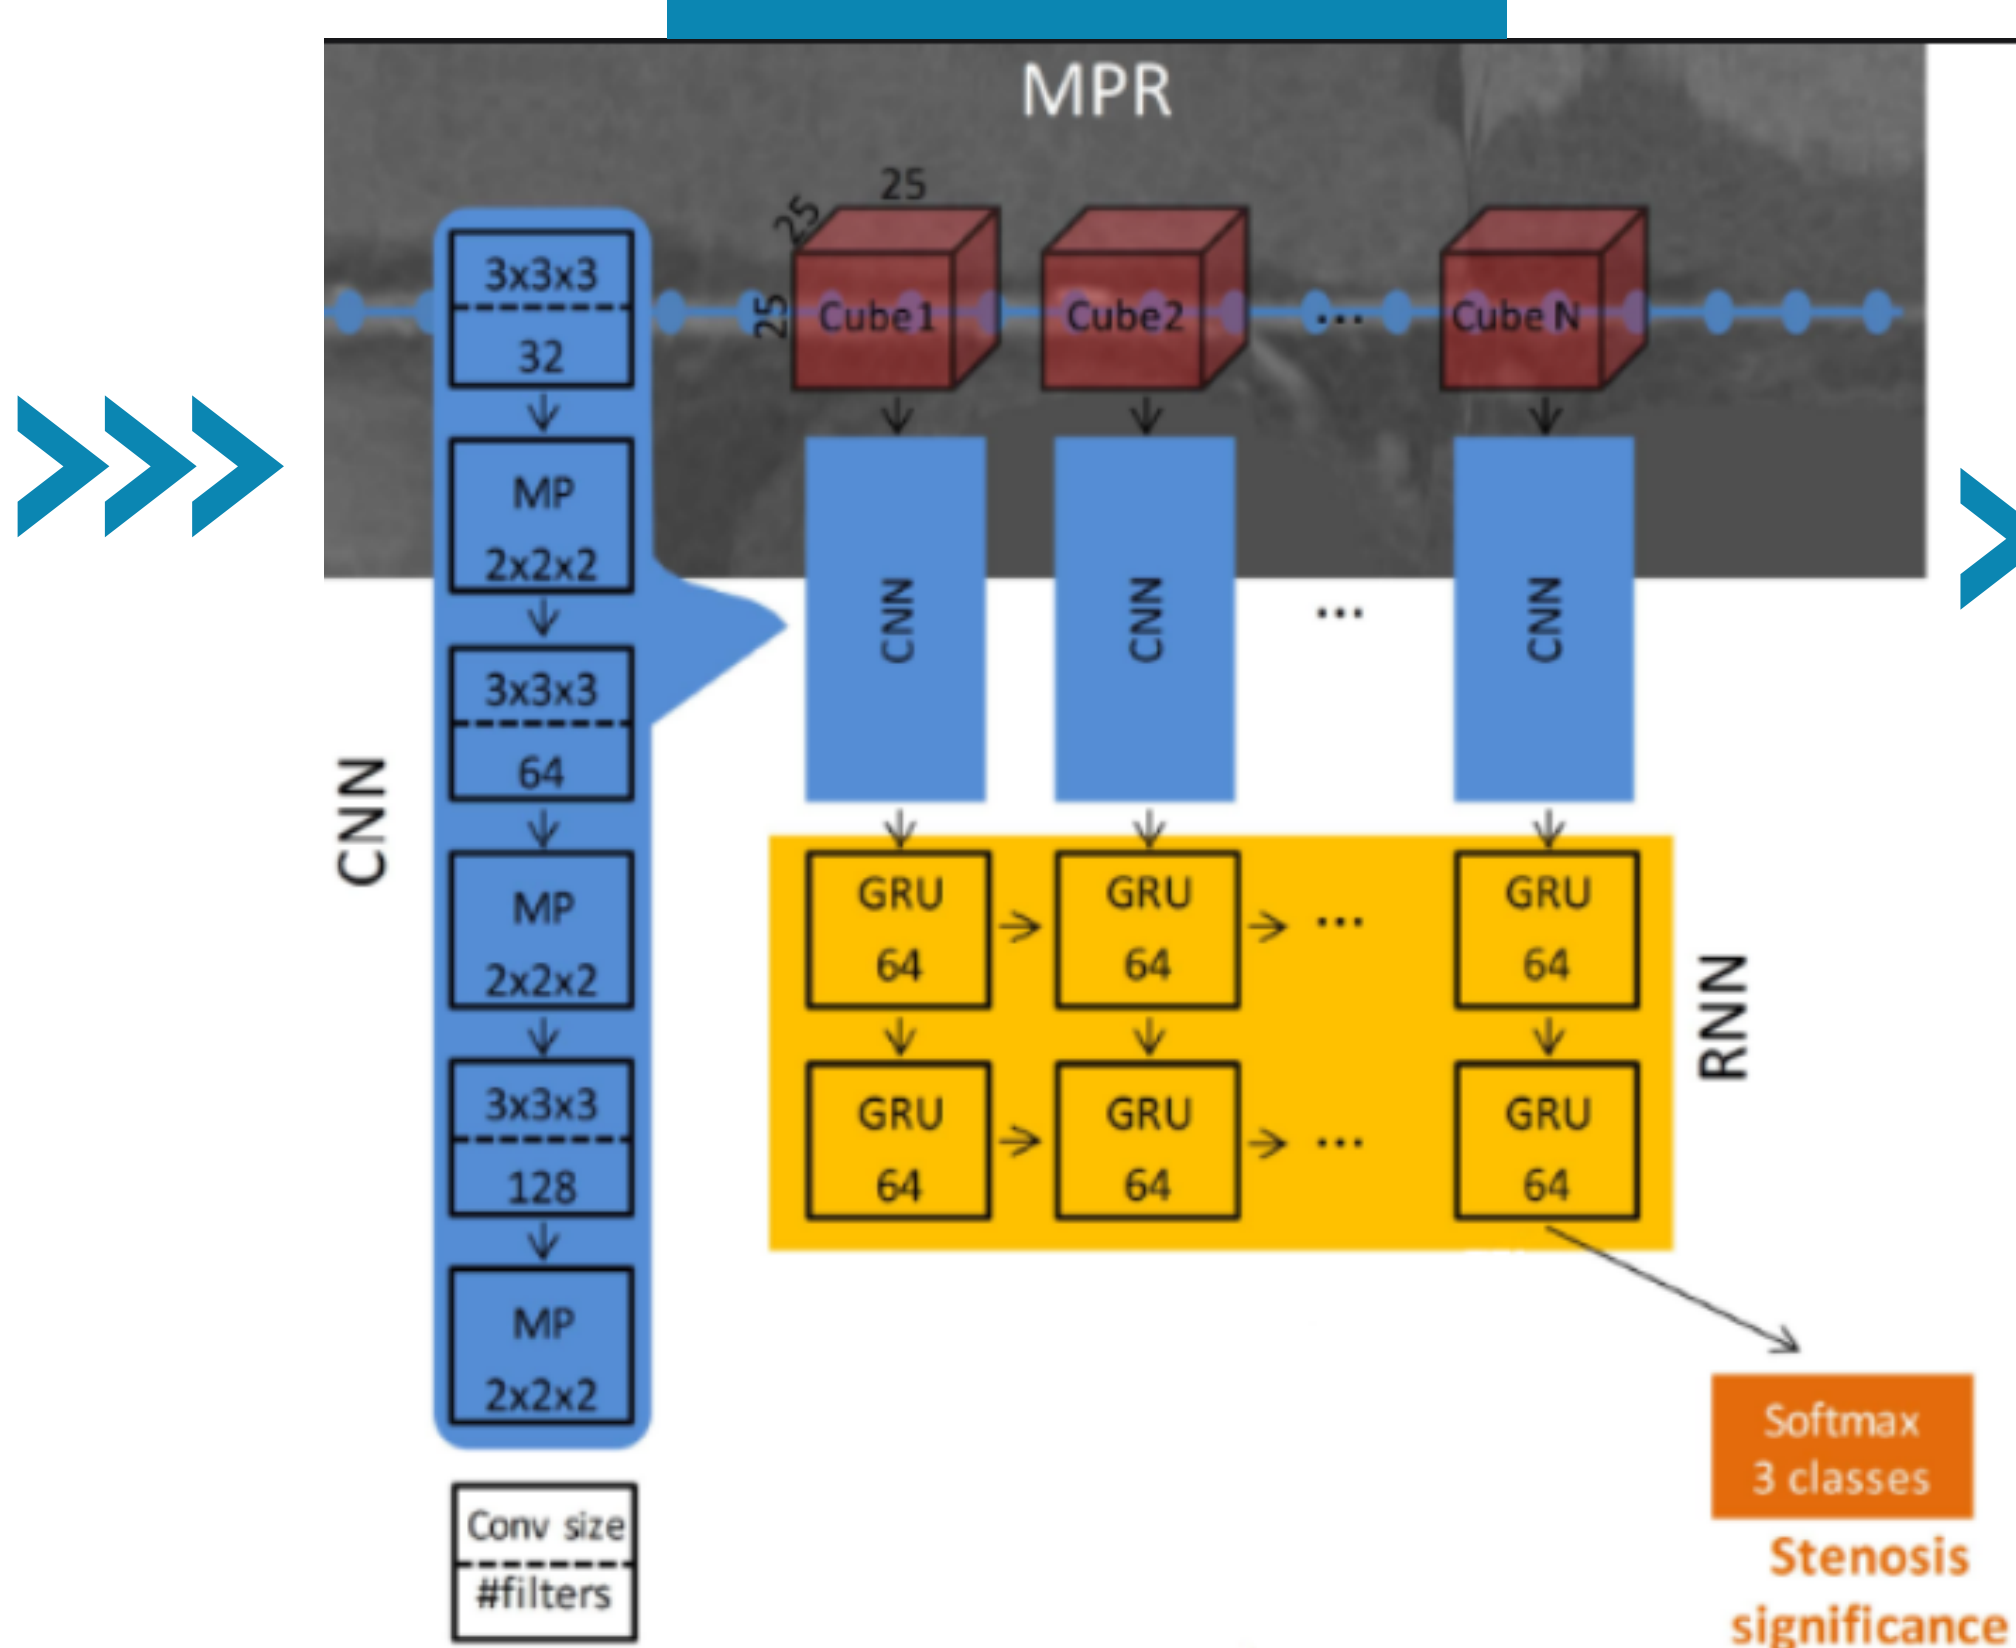 MPR
25
25
25
Cube1
Cube2
...
Cube N
3x3x3
32
MP
2x2x2
3x3x3
64
MP
2x2x2
3x3x3
128
MP
2x2x2
CNN
Conv size
#filters
CNN
CNN
...
CNN
GRU
64
GRU
64
...
GRU
64
GRU
64
GRU
64
...
GRU
64
RNN
Softmax
3 classes
Stenosis
significance